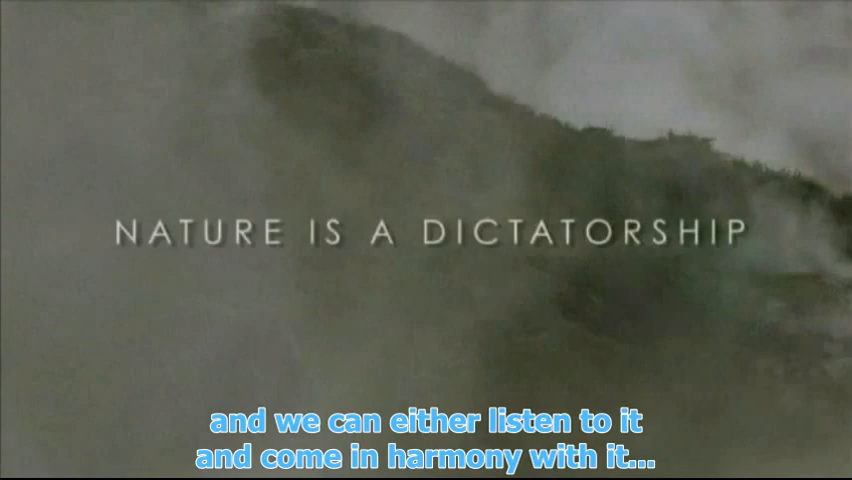 NATURE IS A DICTATORSHIP
and we can either listen to it
and come in harmony with it...